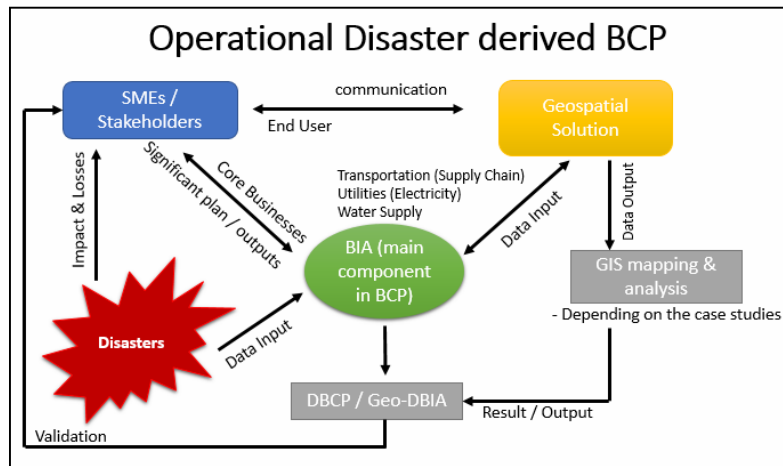 Operational Disaster derived BCP
SMEs /
Stakeholders
communication
End User
Geospatial
Solution
Impact & Losses
Core Businesses
Significant plan / outputs
Transportation (Supply Chain)
Utilities (Electricity)
Water Supply
Data Input
Data Output
BIA (main
component
in BCP)
GIS mapping &
analysis
- Depending on the case studies
Disasters
Data Input
DBCP / Geo-DBIA
Result / Output
Validation